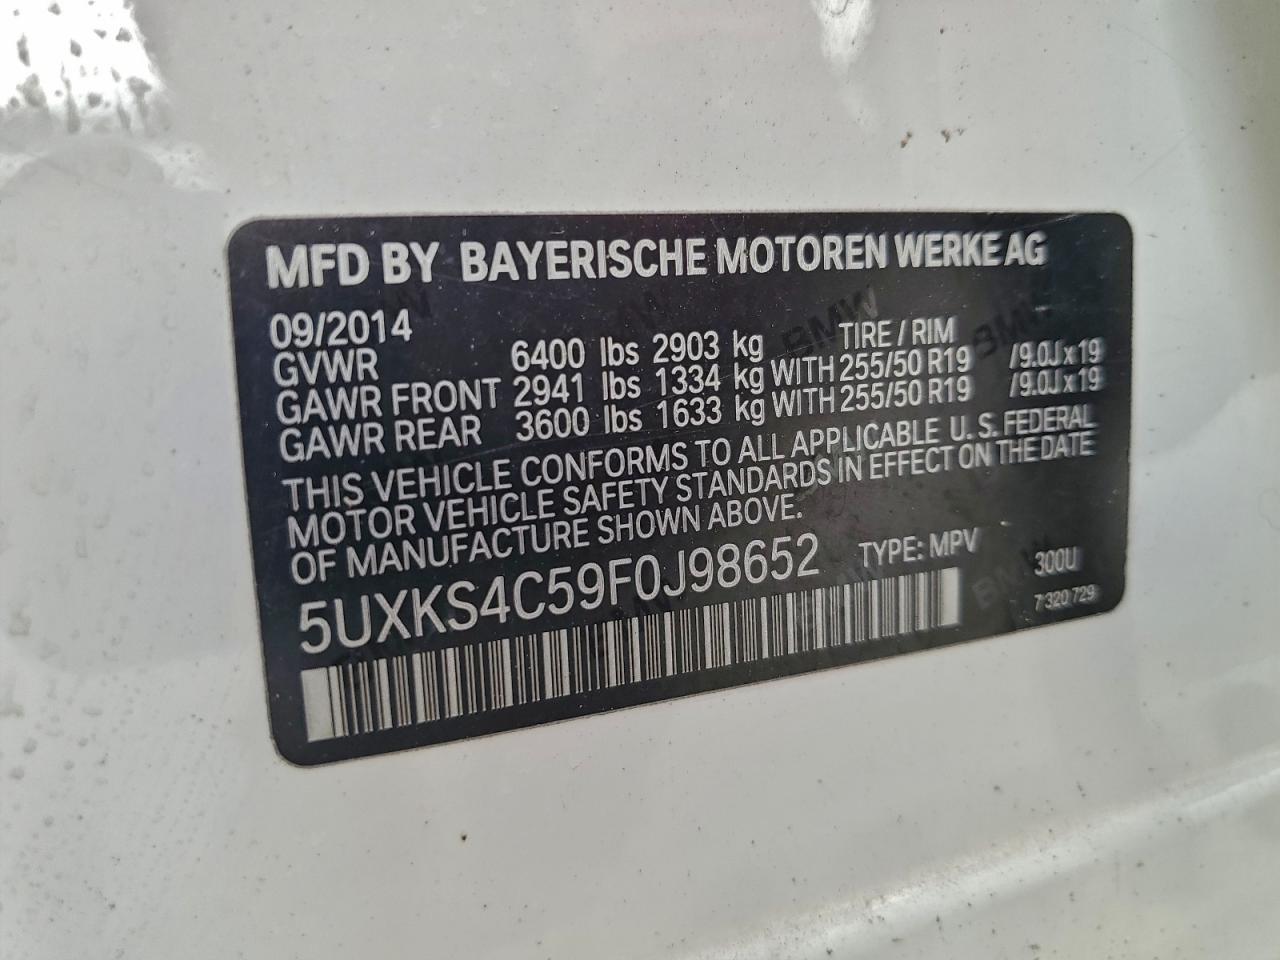 MFD BY BAYERISCHE MOTOREN WERKE AG
09/2014 TIRE / RIM
GVWR 6400 lbs 2903 kg
GAWR FRONT 2941 lbs 1334 kg WITH 255/50 R19 /9.0J x 19
GAWR REAR 3600 lbs 1633 kg WITH 255/50 R19 /9.0J x 19
THIS VEHICLE CONFORMS TO ALL APPLICABLE U.S. FEDERAL
MOTOR VEHICLE SAFETY STANDARDS IN EFFECT ON THE DATE
OF MANUFACTURE SHOWN ABOVE.
5UXKS4C59F0J98652 TYPE: MPV 300U
7 320 729